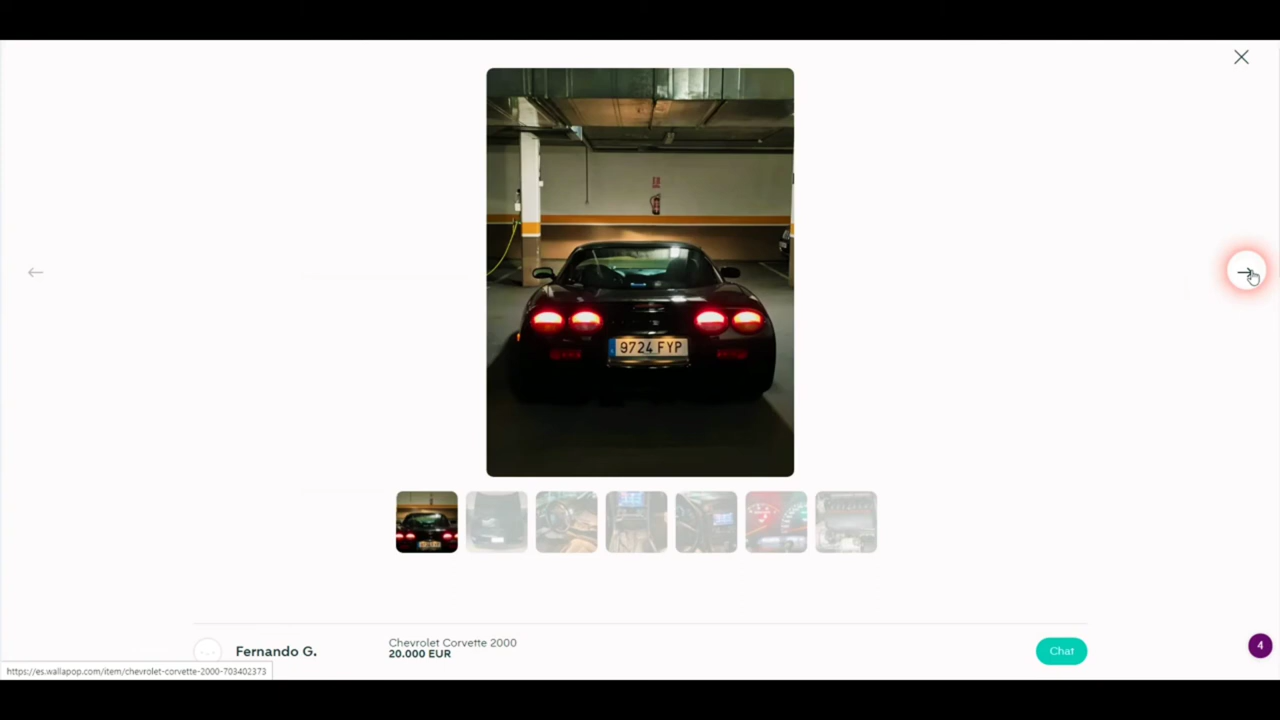 9724 FYP
Fernando G.
Chevrolet Corvette 2000
20.000 EUR
Chat
4
https://es.wallapop.com/item/chevrolet-corvette-2000-703402373